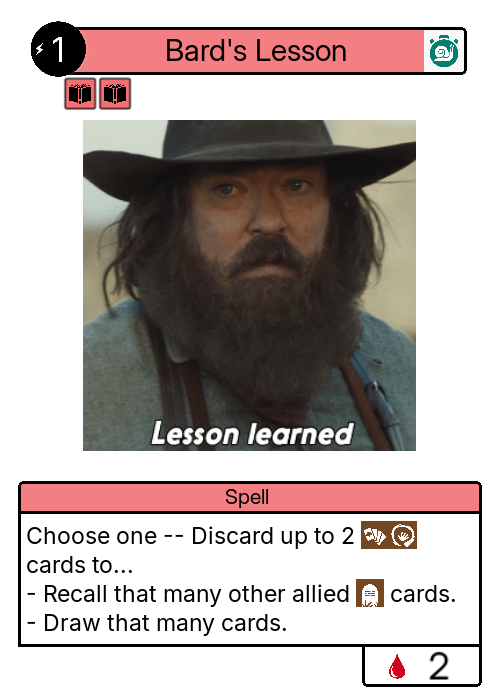 1
Bard's Lesson
Lesson learned
Spell
Choose one -- Discard up to 2
cards to...
- Recall that many other allied cards.
- Draw that many cards.
2